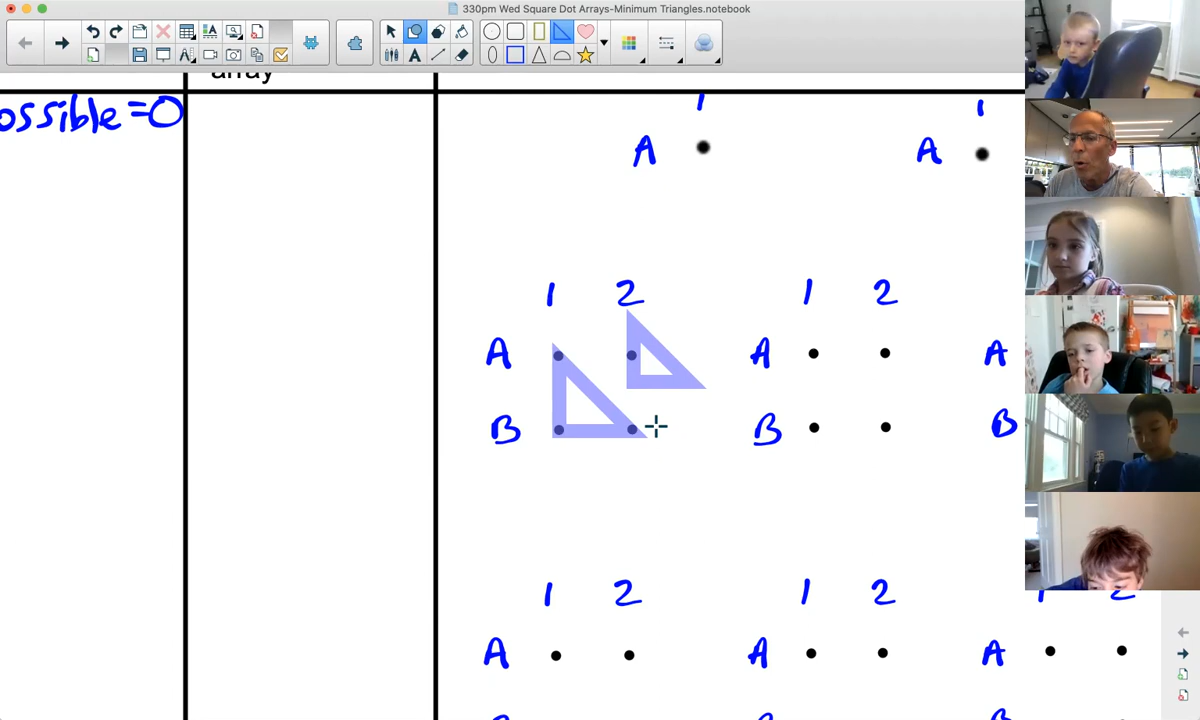 330pm Wed Square Dot Arrays-Minimum Triangles.notebook
array
ossible =0
1 1
A A
1 2 1 2
A A A
B B B
1 2 1 2
A A A